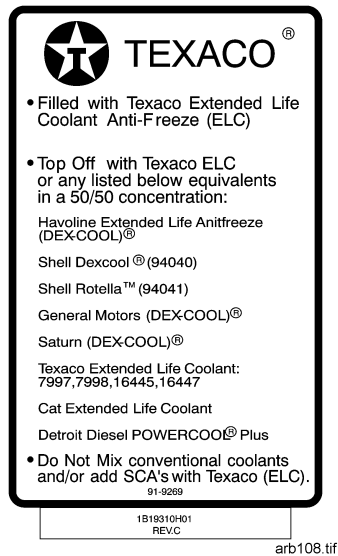 TEXACO ®
• Filled with Texaco Extended Life
Coolant Anti-Freeze (ELC)
• Top Off with Texaco ELC
or any listed below equivalents
in a 50/50 concentration:
Havoline Extended Life Anitfreeze
(DEX-COOL)®
Shell Dexcool ® (94040)
Shell Rotella™ (94041)
General Motors (DEX-COOL)®
Saturn (DEX-COOL)®
Texaco Extended Life Coolant:
7997,7998,16445,16447
Cat Extended Life Coolant
Detroit Diesel POWERCOOL® Plus
• Do Not Mix conventional coolants
and/or add SCA's with Texaco (ELC).
91-9269
1B19310H01
REV.C
arb108.tif